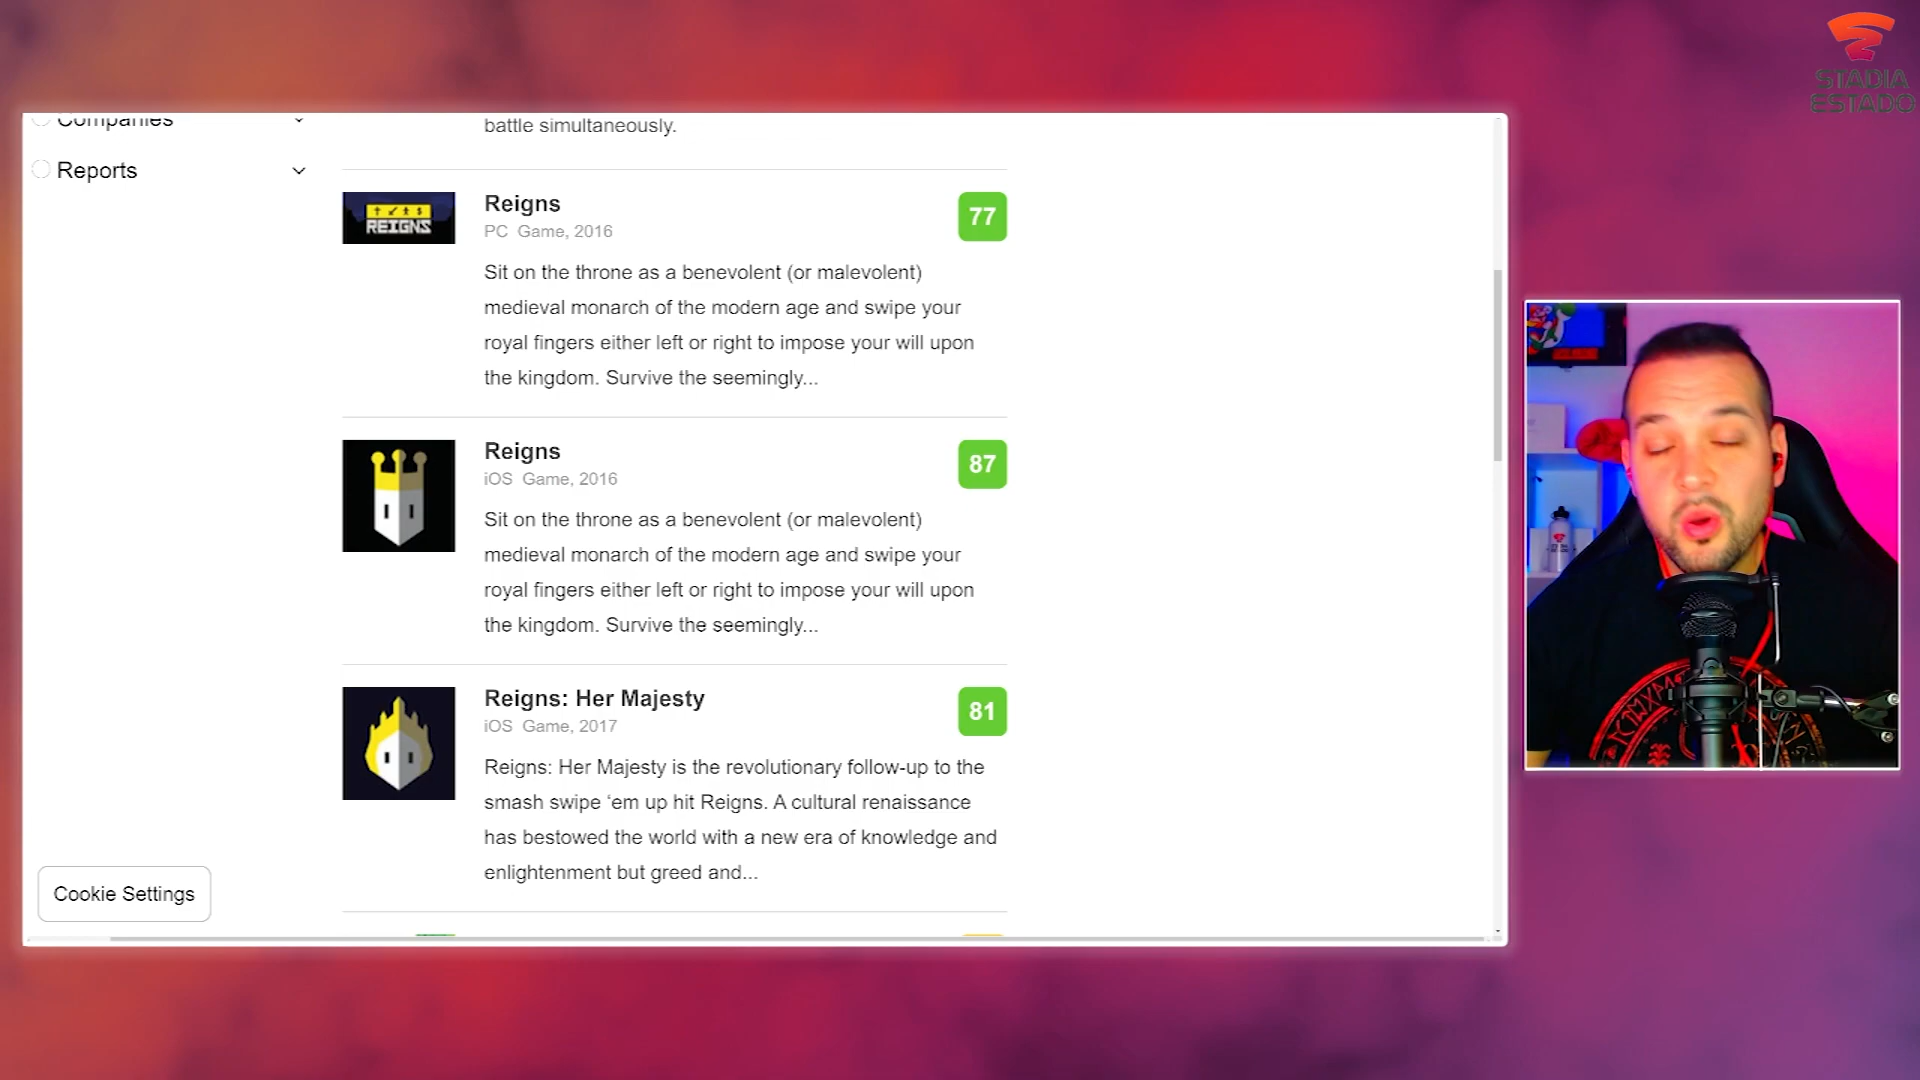 STADIA
ESTADO
Companies
Reports
battle simultaneously.
REIGNS
Reigns
77
PC Game, 2016
Sit on the throne as a benevolent (or malevolent)
medieval monarch of the modern age and swipe your
royal fingers either left or right to impose your will upon
the kingdom. Survive the seemingly...
Reigns
87
iOS Game, 2016
Sit on the throne as a benevolent (or malevolent)
medieval monarch of the modern age and swipe your
royal fingers either left or right to impose your will upon
the kingdom. Survive the seemingly...
Reigns: Her Majesty
81
iOS Game, 2017
Reigns: Her Majesty is the revolutionary follow-up to the
smash swipe ‘em up hit Reigns. A cultural renaissance
has bestowed the world with a new era of knowledge and
enlightenment but greed and...
Cookie Settings